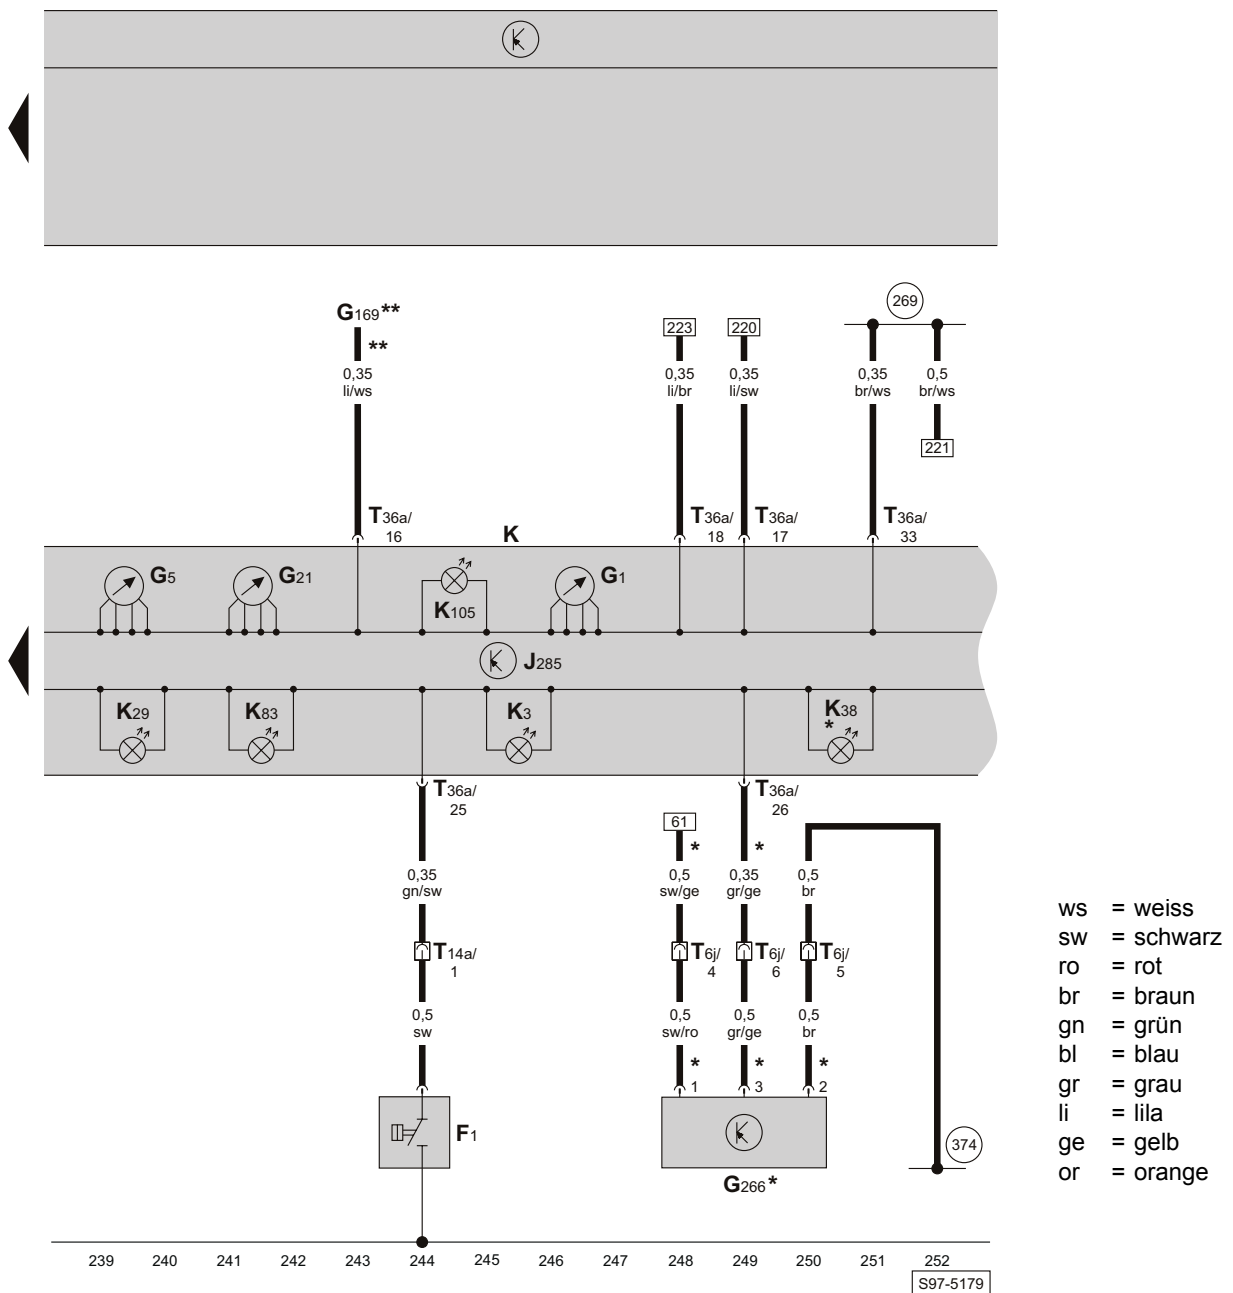 269
G169** 223 220
**
0,35 0,35 0,35 0,35 0,5
li/ws li/br li/sw br/ws br/ws
221
T36a/ T36a/ T36a/ T36a/
16 K 18 17 33
G5 G21 G1
K105
J285
K29 K83 K3 K38
*
T36a/ T36a/
25 26
61
* *
0,35 0,5 0,35 0,5
gn/sw sw/ge gr/ge br
T14a/ T6j/ T6j/ T6j/
1 4 6 5
0,5 0,5 0,5 0,5
sw sw/ro gr/ge br
* * *
1 3 2
F1 374
G266*
239 240 241 242 243 244 245 246 247 248 249 250 251 252
S97-5179
ws = weiss
sw = schwarz
ro = rot
br = braun
gn = grün
bl = blau
gr = grau
li = lila
ge = gelb
or = orange